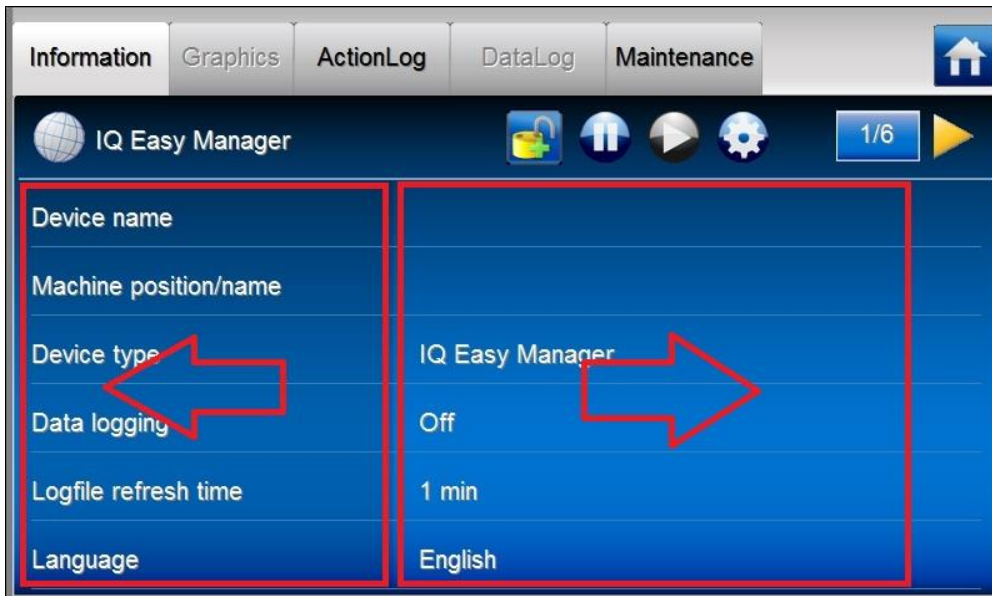 Information Graphics ActionLog DataLog Maintenance
IQ Easy Manager 1/6
Device name
Machine position/name
Device type IQ Easy Manager
Data logging Off
Logfile refresh time 1 min
Language English